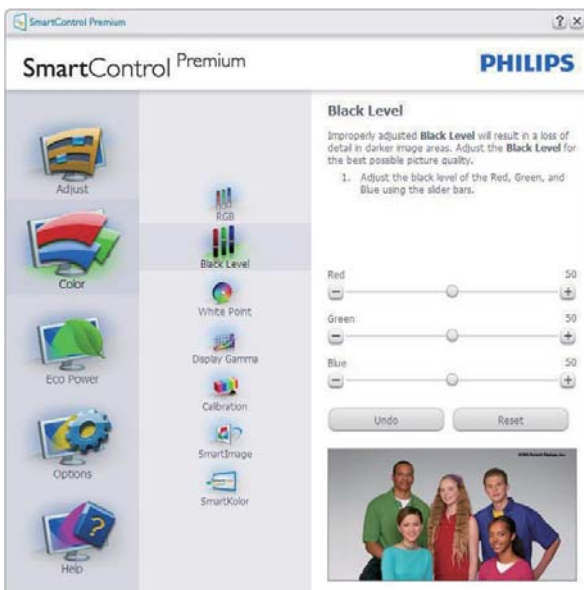 SmartControl Premium
SmartControl Premium
PHILIPS
Adjust
Color
Eco Power
Options
Help
RGB
Black Level
White Point
Display Gamma
Calibration
SmartImage
SmartKolor
Black Level
Improperly adjusted Black Level will result in a loss of
detail in darker image areas. Adjust the Black Level for
the best possible picture quality.
1. Adjust the black level of the Red, Green, and
Blue using the slider bars.
Red 50
Green 50
Blue 50
Undo Reset